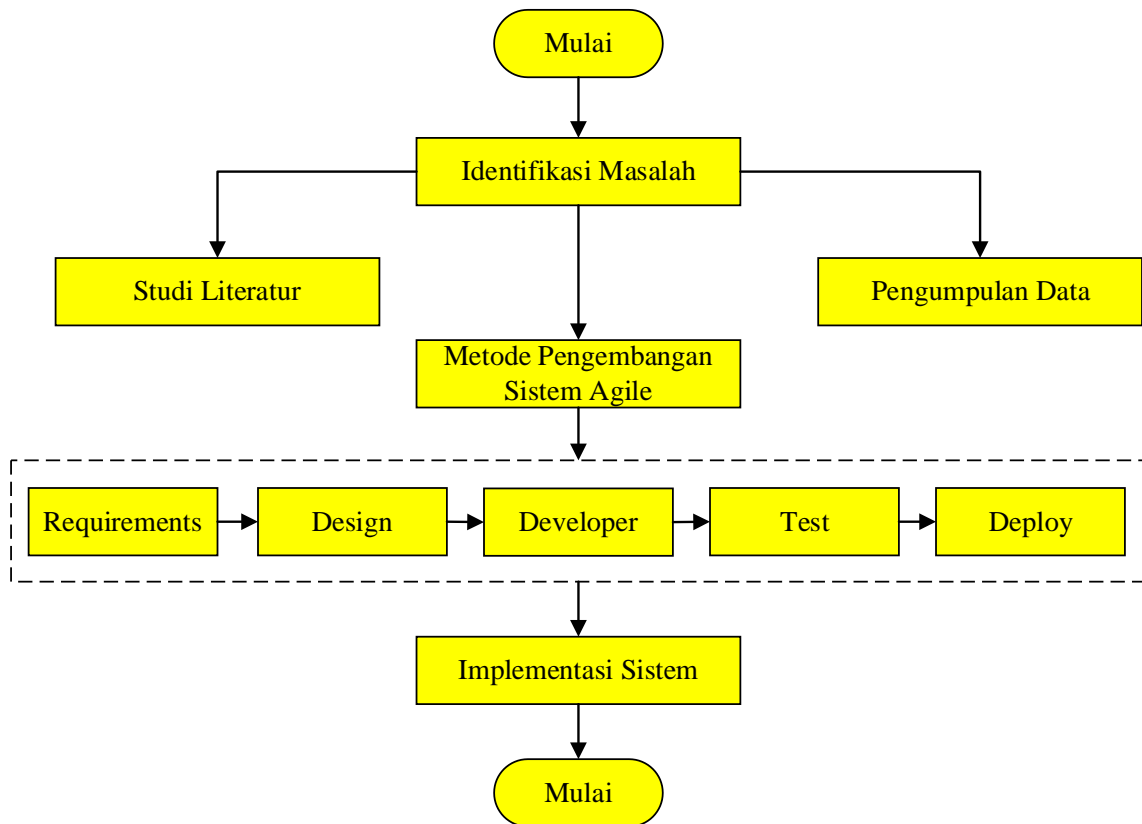 Mulai
Identifikasi Masalah
Studi Literatur
Pengumpulan Data
Metode Pengembangan
Sistem Agile
Requirements
Design
Developer
Test
Deploy
Implementasi Sistem
Mulai